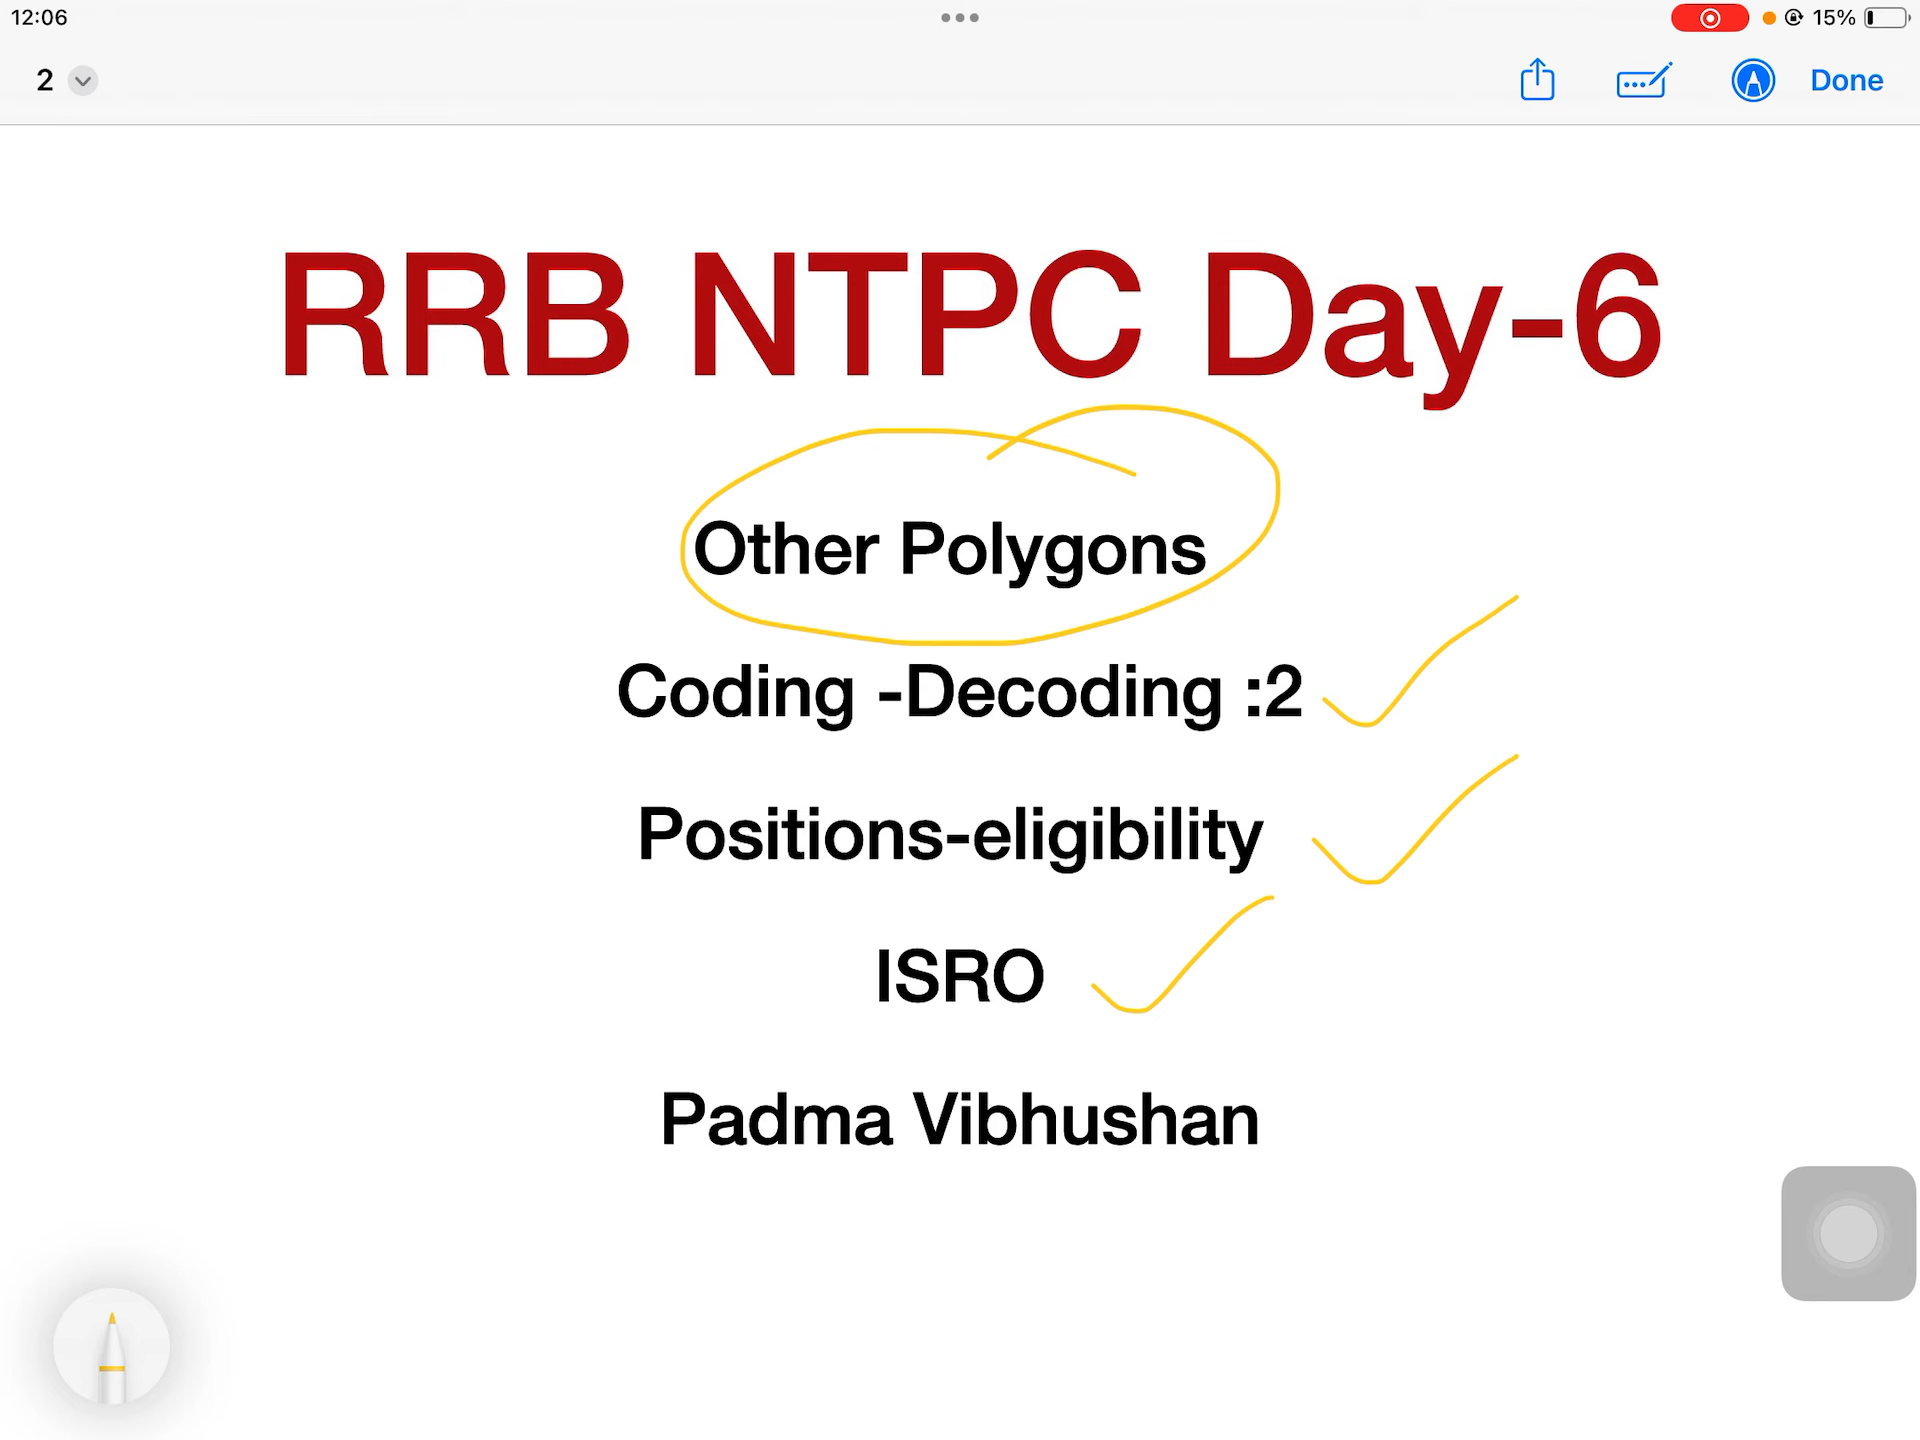 12:06
15%
2
Done
RRB NTPC Day-6
Other Polygons
Coding -Decoding :2
Positions-eligibility
ISRO
Padma Vibhushan